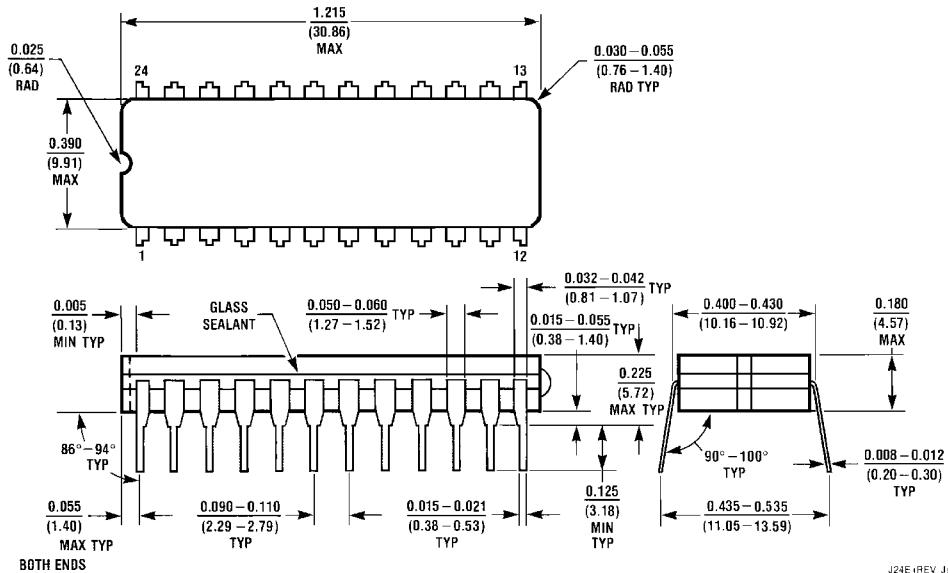 1.215
(30.86)
MAX
0.025
(0.64)
RAD
24
13
0.030–0.055
(0.76–1.40)
RAD TYP
0.390
(9.91)
MAX
1
12
0.005
(0.13)
MIN TYP
GLASS
SEALANT
0.050–0.060
(1.27–1.52)
TYP
0.032–0.042
(0.81–1.07)
TYP
0.015–0.055
(0.38–1.40)
TYP
0.400–0.430
(10.16–10.92)
0.180
(4.57)
MAX
0.225
(5.72)
MAX TYP
86°–94°
TYP
90°–100°
TYP
0.008–0.012
(0.20–0.30)
TYP
0.055
(1.40)
MAX TYP
BOTH ENDS
0.090–0.110
(2.29–2.79)
TYP
0.015–0.021
(0.38–0.53)
TYP
0.125
(3.18)
MIN
TYP
0.435-0.535
(11.05–13.59)
J24E (REV J)